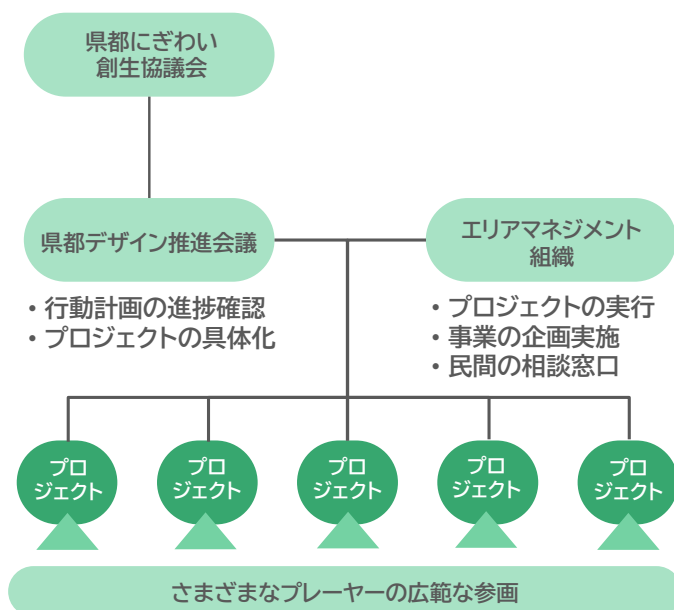 県都にぎわい
創生協議会
県都デザイン推進会議
エリアマネジメント
組織
・行動計画の進捗確認
・プロジェクトの具体化
・プロジェクトの実行
・事業の企画実施
・民間の相談窓口
プロ
ジェクト
プロ
ジェクト
プロ
ジェクト
プロ
ジェクト
プロ
ジェクト
さまざまなプレーヤーの広範な参画